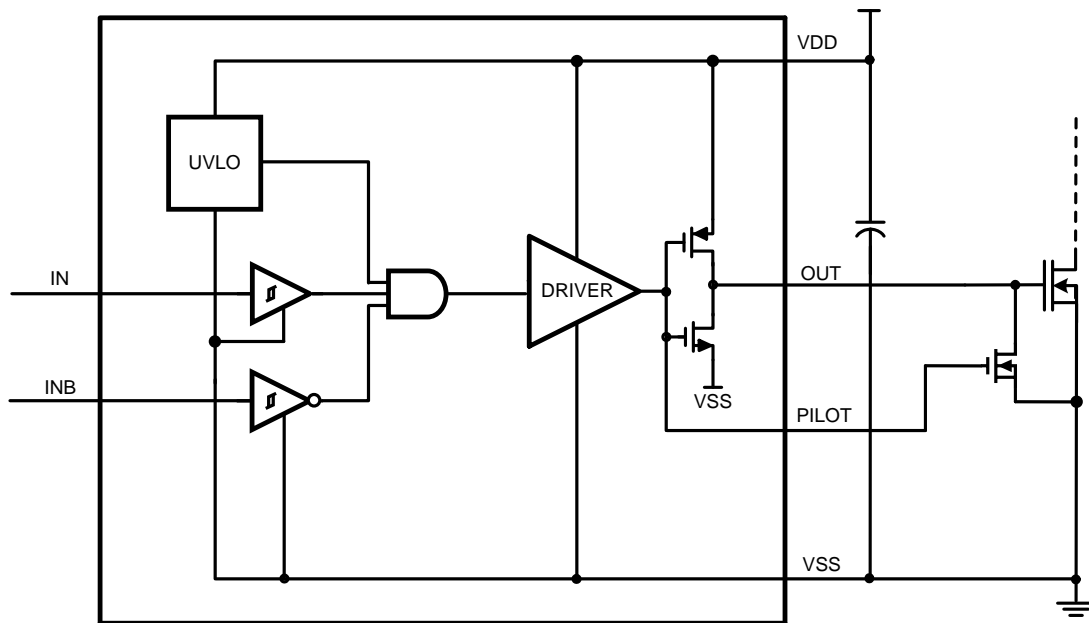 VDD
UVLO
IN
OUT
DRIVER
INB
VSS
PILOT
VSS